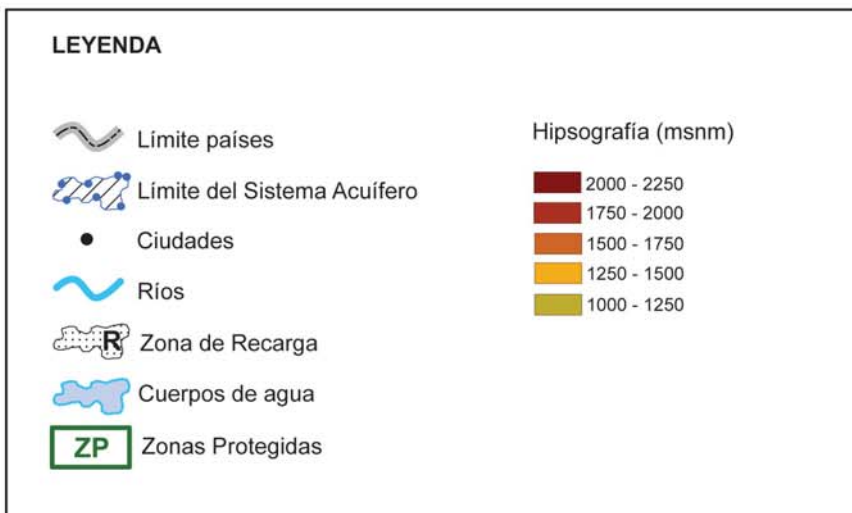 LEYENDA
Límite países
Límite del Sistema Acuífero
Ciudades
Ríos
R
Zona de Recarga
Cuerpos de agua
ZP
Zonas Protegidas
Hipsografía (msnm)
2000 - 2250
1750 - 2000
1500 - 1750
1250 - 1500
1000 - 1250